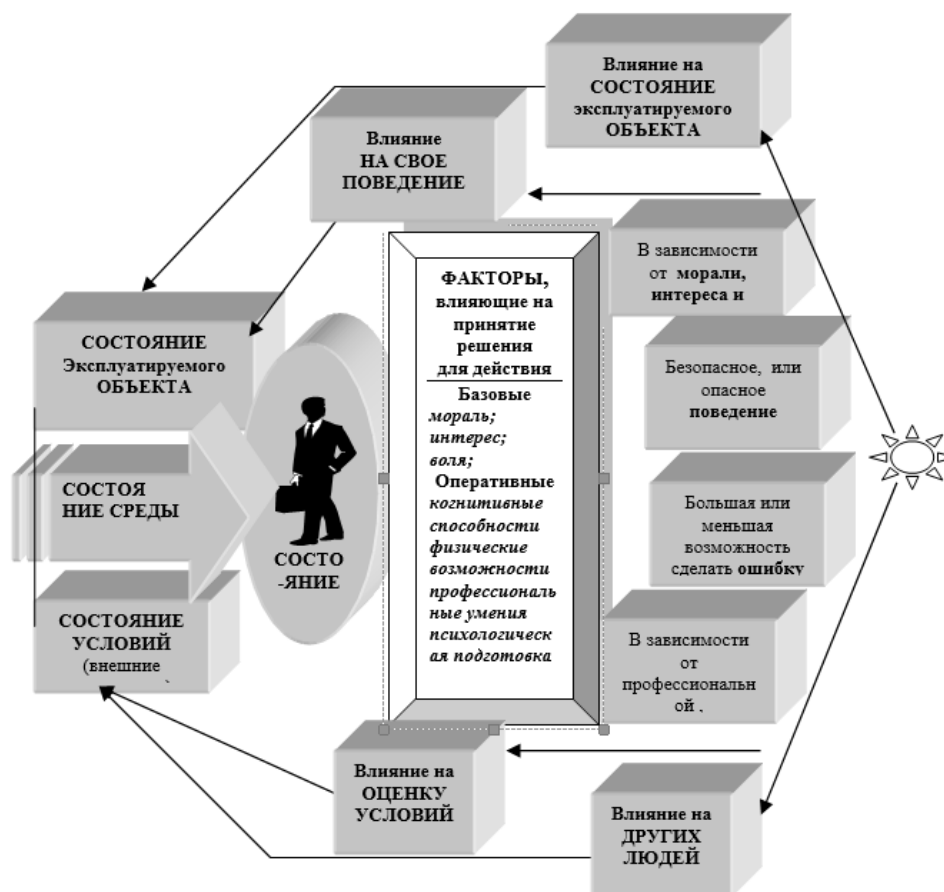 Влияние на
СОСТОЯНИЕ
эксплуатируемого
ОБЪЕКТА
Влияние
НА СВОЕ
ПОВЕДЕНИЕ
В зависимости
от морали,
интереса и
СОСТОЯНИЕ
Эксплуатируемого
ОБЪЕКТА
СОСТОЯ
НИЕ СРЕДЫ
СОСТОЯНИЕ
УСЛОВИЙ
(внешние
СОСТО
-ЯНИЕ
ФАКТОРЫ,
влияющие на
принятие
решения
для действия
Базовые
мораль;
интерес;
воля;
Оперативные
когнитивные
способности
физические
возможности
профессиональ
ные умения
психологическ
ая подготовка
Безопасное, или
опасное
поведение
Большая или
меньшая
возможность
сделать ошибку
В зависимости
от
профессиональн
ой .
Влияние на
ОЦЕНКУ
УСЛОВИЙ
Влияние на
ДРУГИХ
ЛЮДЕЙ